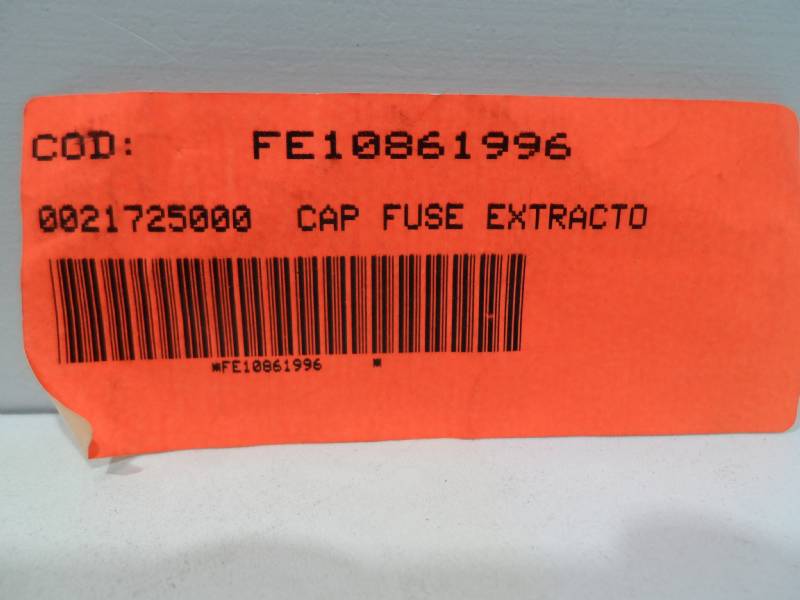 COD: FE10861996
0021725000 CAP FUSE EXTRACTO
*FE10861996 *